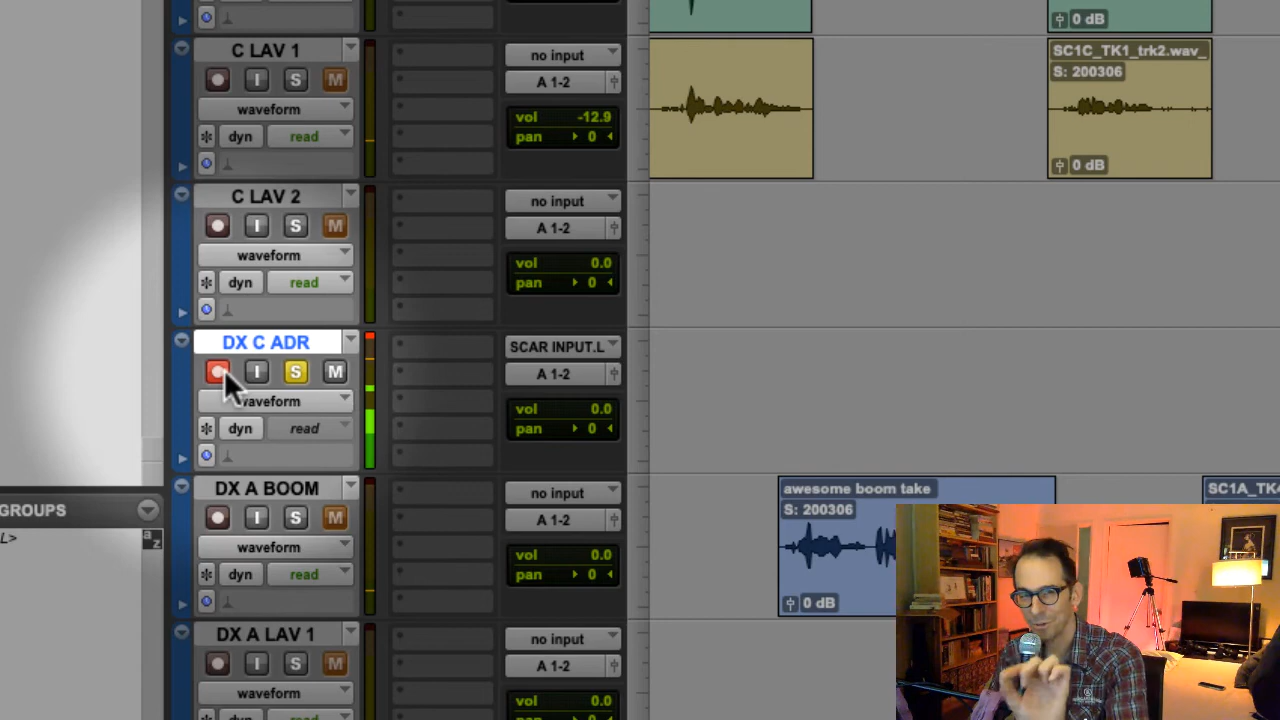 0 dB
C LAV 1
I S M
waveform
dyn read
no input
A 1-2
vol -12.9
pan 0
SC1C_TK1_trk2.wav_
S: 200306
0 dB
C LAV 2
I S M
waveform
dyn read
no input
A 1-2
vol 0.0
pan 0
DX C ADR
I S M
waveform
dyn read
SCAR INPUT.L
A 1-2
vol 0.0
pan 0
GROUPS
L>
a z
DX A BOOM
I S M
waveform
dyn read
no input
A 1-2
vol 0.0
pan 0
awesome boom take
S: 200306
0 dB
SC1A_TK4
DX A LAV 1
I S M
waveform
dyn read
no input
A 1-2
vol 0.0